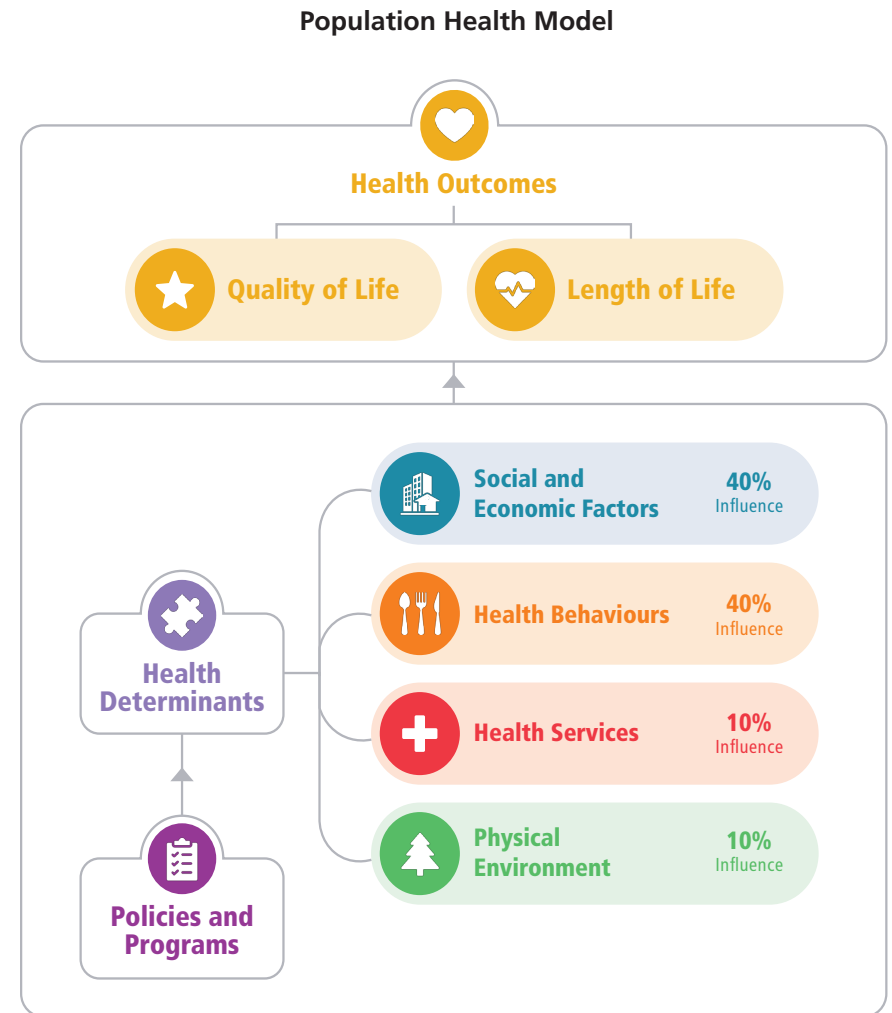 Population Health Model
Health Outcomes
Quality of Life
Length of Life
Social and
Economic Factors
40%
Influence
Health Behaviours
40%
Influence
Health
Determinants
Health Services
10%
Influence
Physical
Environment
10%
Influence
Policies and
Programs